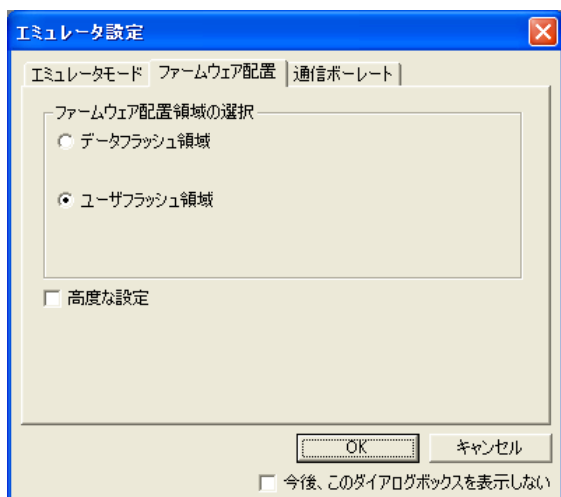 エミュレータ設定
エミュレータモード ファームウェア配置 通信ボーレート
ファームウェア配置領域の選択
データフラッシュ領域
ユーザフラッシュ領域
高度な設定
OK キャンセル
今後、このダイアログボックスを表示しない